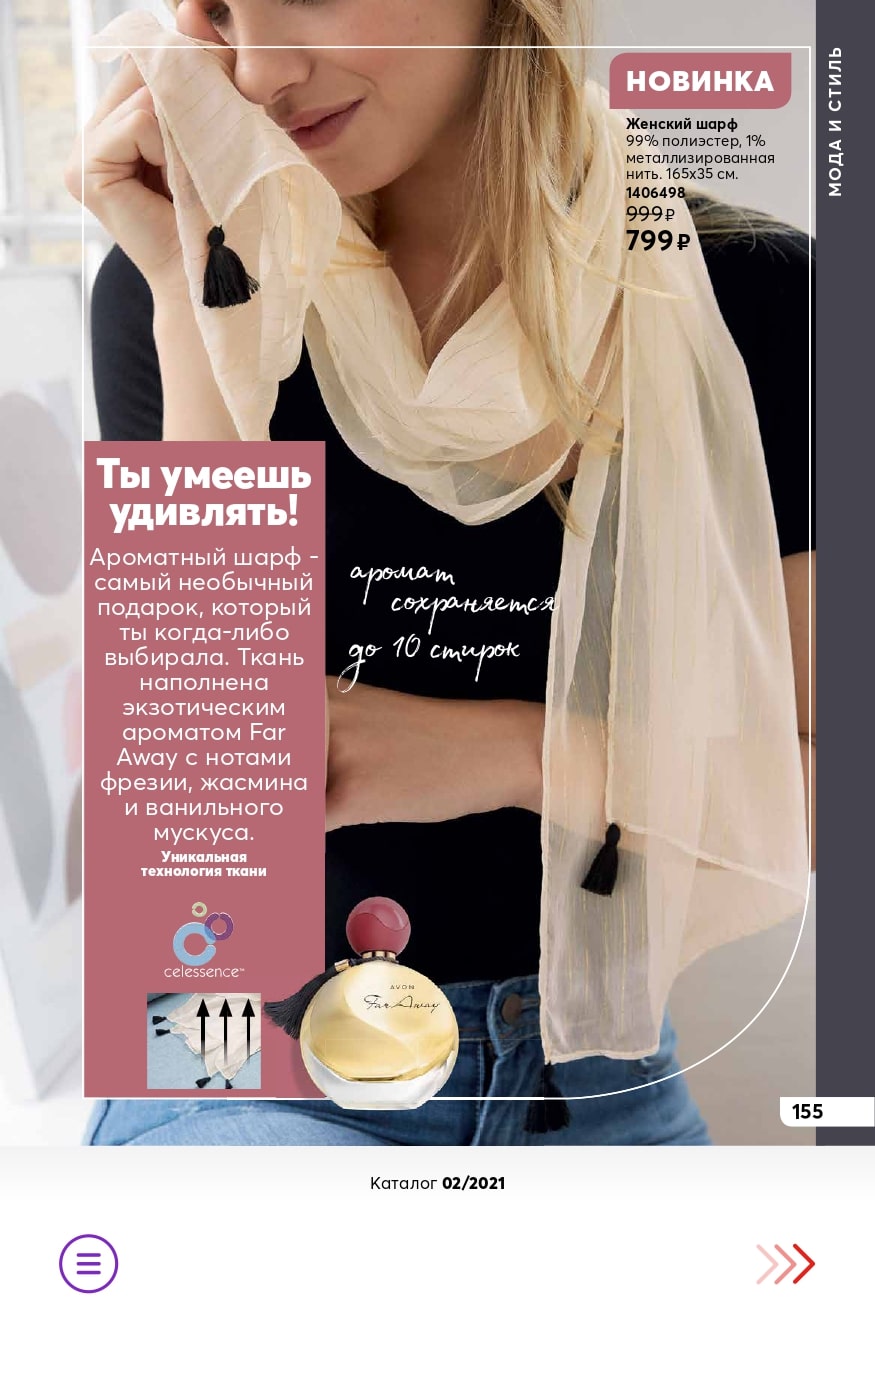 МОДА И СТИЛЬ
НОВИНКА
Женский шарф
99% полиэстер, 1%
металлизированная
нить. 165х35 см.
1406498
999 ₽
799 ₽
Ты умеешь
удивлять!
Ароматный шарф -
самый необычный
подарок, который
ты когда-либо
выбирала. Ткань
наполнена
экзотическим
ароматом Far
Away с нотами
фрезии, жасмина
и ванильного
мускуса.
Уникальная
технология ткани
celessence™
аромат
сохраняется
до 10 стирок
AVON
Far Away
155
Каталог 02/2021